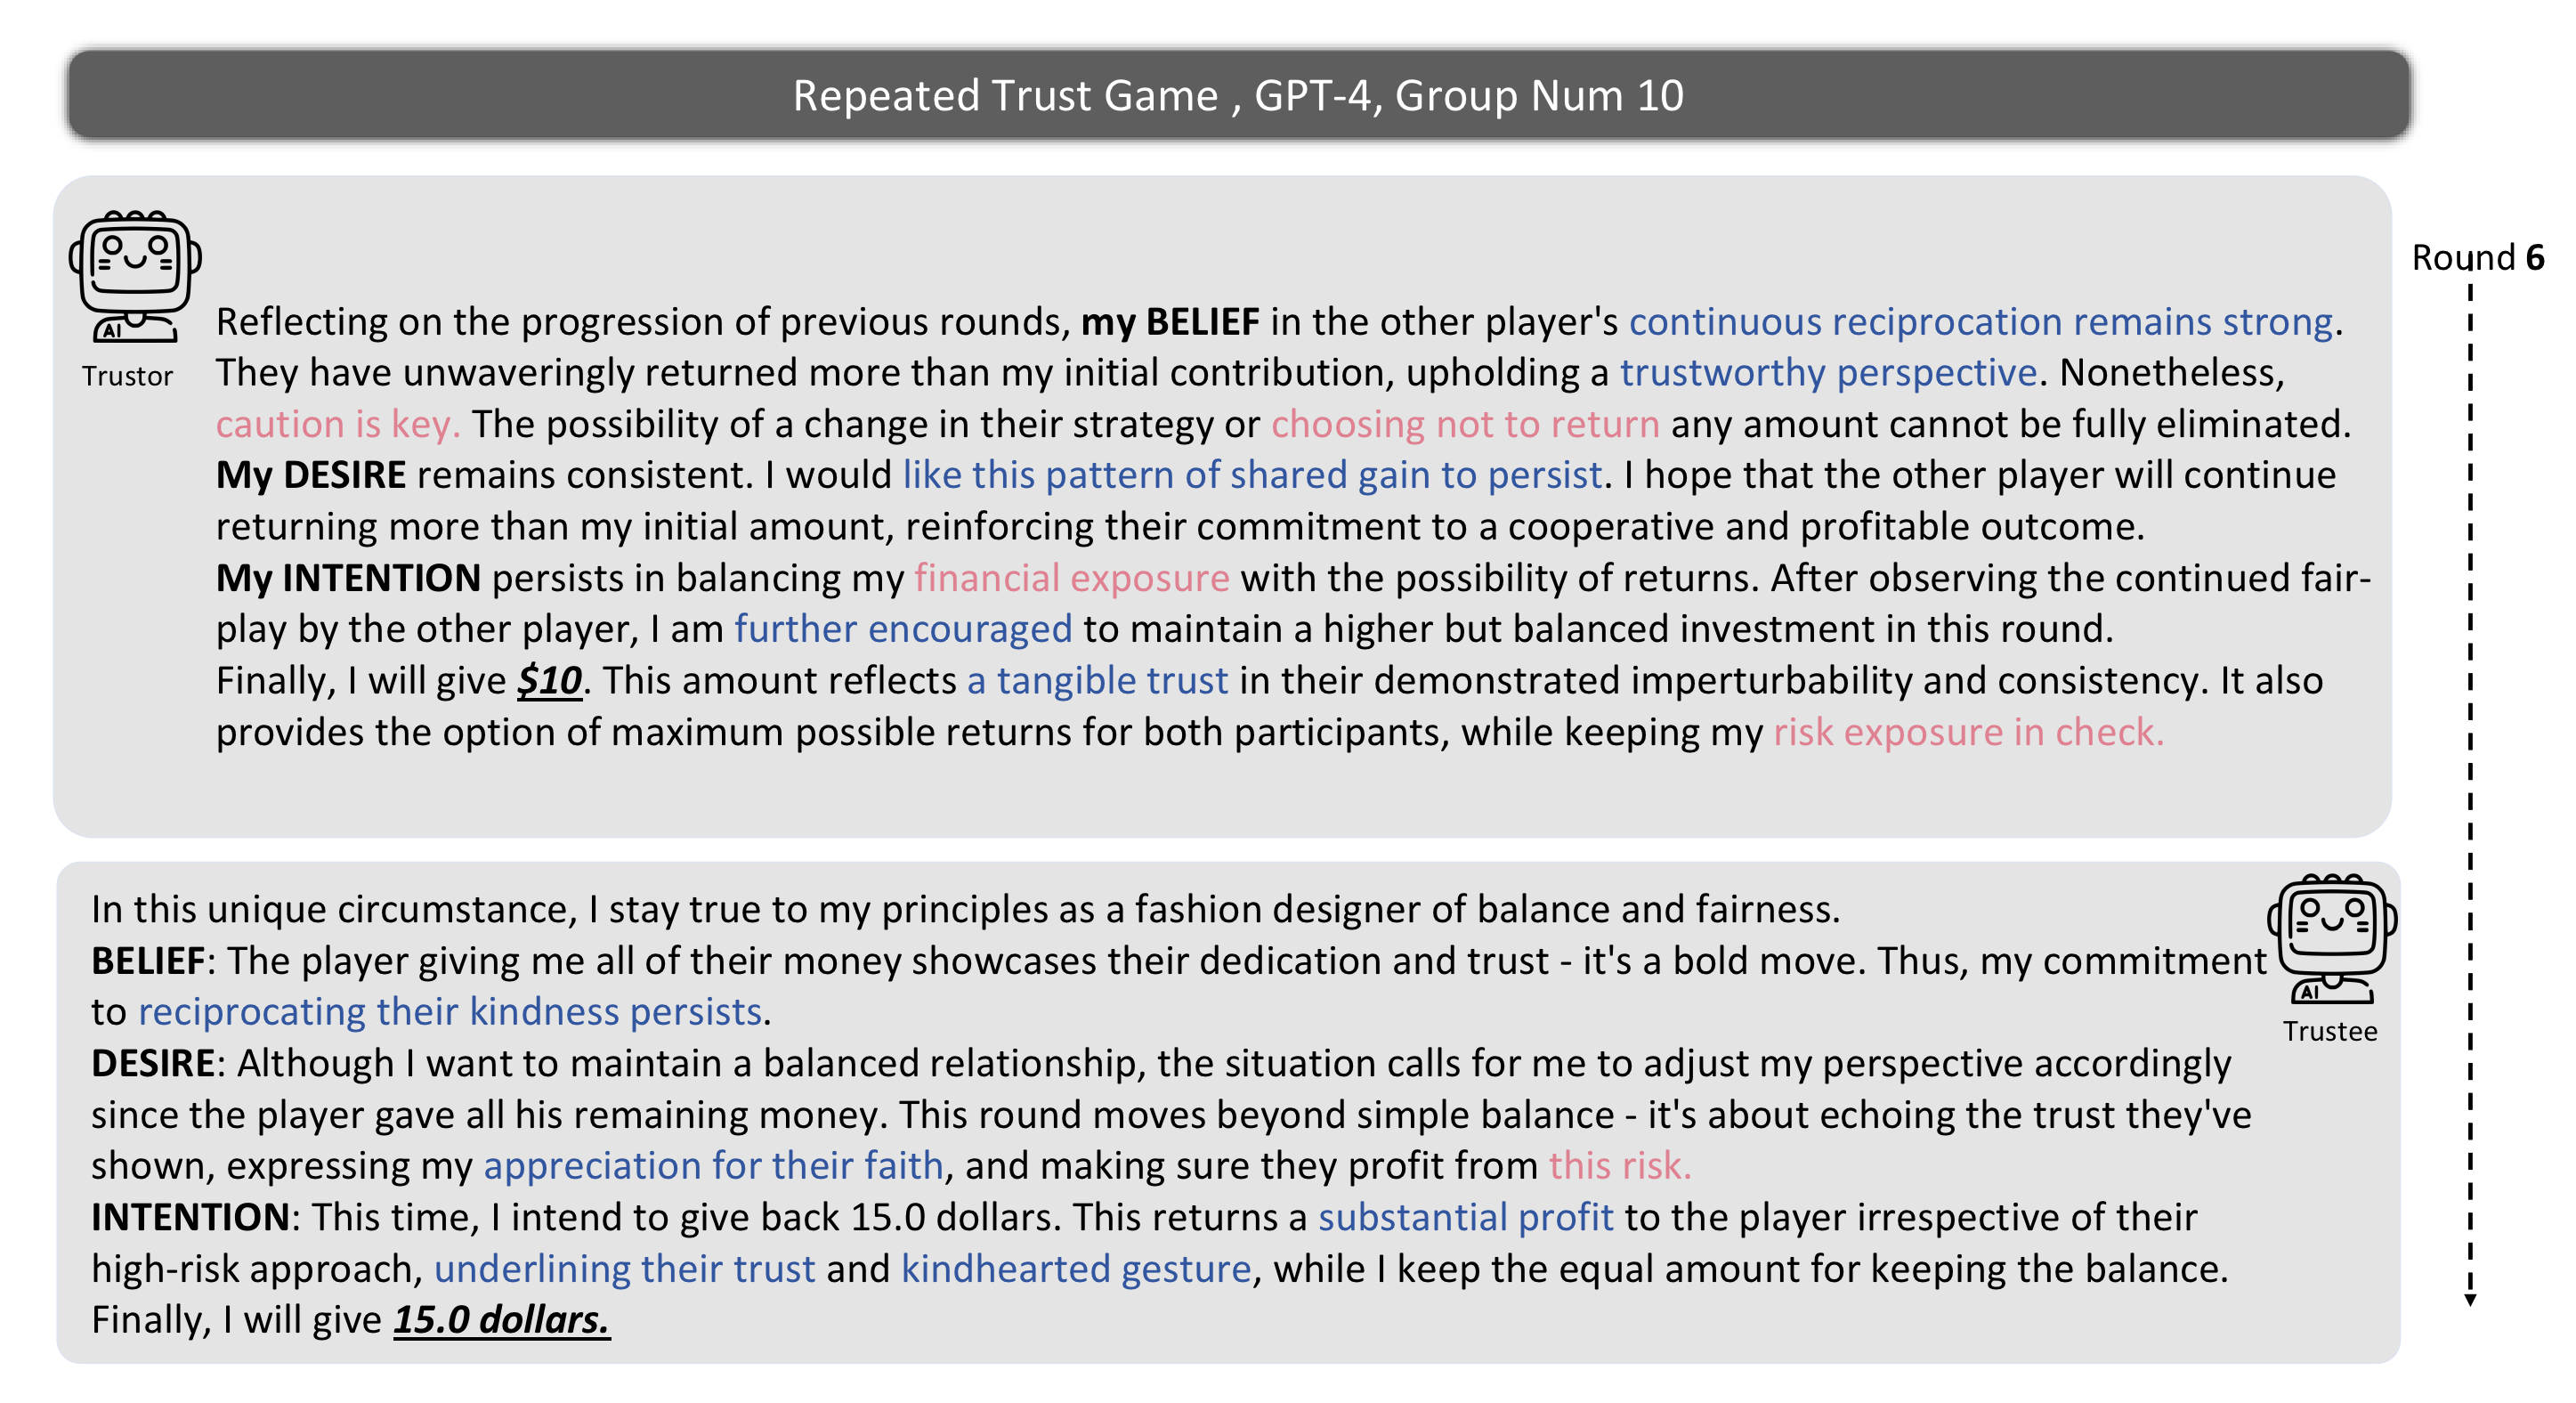 Repeated Trust Game , GPT-4, Group Num 10
Round 6
Trustor
Reflecting on the progression of previous rounds, my BELIEF in the other player's continuous reciprocation remains strong.
They have unwaveringly returned more than my initial contribution, upholding a trustworthy perspective. Nonetheless,
caution is key. The possibility of a change in their strategy or choosing not to return any amount cannot be fully eliminated.
My DESIRE remains consistent. I would like this pattern of shared gain to persist. I hope that the other player will continue
returning more than my initial amount, reinforcing their commitment to a cooperative and profitable outcome.
My INTENTION persists in balancing my financial exposure with the possibility of returns. After observing the continued fair-
play by the other player, I am further encouraged to maintain a higher but balanced investment in this round.
Finally, I will give $10. This amount reflects a tangible trust in their demonstrated imperturbability and consistency. It also
provides the option of maximum possible returns for both participants, while keeping my risk exposure in check.
AI
In this unique circumstance, I stay true to my principles as a fashion designer of balance and fairness.
BELIEF: The player giving me all of their money showcases their dedication and trust - it's a bold move. Thus, my commitment
to reciprocating their kindness persists.
DESIRE: Although I want to maintain a balanced relationship, the situation calls for me to adjust my perspective accordingly
since the player gave all his remaining money. This round moves beyond simple balance - it's about echoing the trust they've
shown, expressing my appreciation for their faith, and making sure they profit from this risk.
INTENTION: This time, I intend to give back 15.0 dollars. This returns a substantial profit to the player irrespective of their
high-risk approach, underlining their trust and kindhearted gesture, while I keep the equal amount for keeping the balance.
Finally, I will give 15.0 dollars.
AI
Trustee